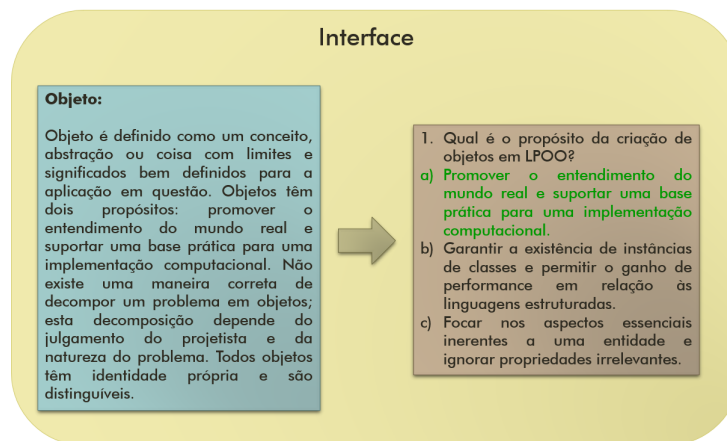 Interface
Objeto:
Objeto é definido como um conceito,
abstração ou coisa com limites e
significados bem definidos para a
aplicação em questão. Objetos têm
dois propósitos: promover o
entendimento do mundo real e
suportar uma base prática para uma
implementação computacional. Não
existe uma maneira correta de
decompor um problema em objetos;
esta decomposição depende do
julgamento do projetista e da
natureza do problema. Todos objetos
têm identidade própria e são
distinguíveis.
1. Qual é o propósito da criação de
objetos em LPOO?
a) Promover o entendimento do
mundo real e suportar uma base
prática para uma implementação
computacional.
b) Garantir a existência de instâncias
de classes e permitir o ganho de
performance em relação às
linguagens estruturadas.
c) Focar nos aspectos essenciais
inerentes a uma entidade e
ignorar propriedades irrelevantes.